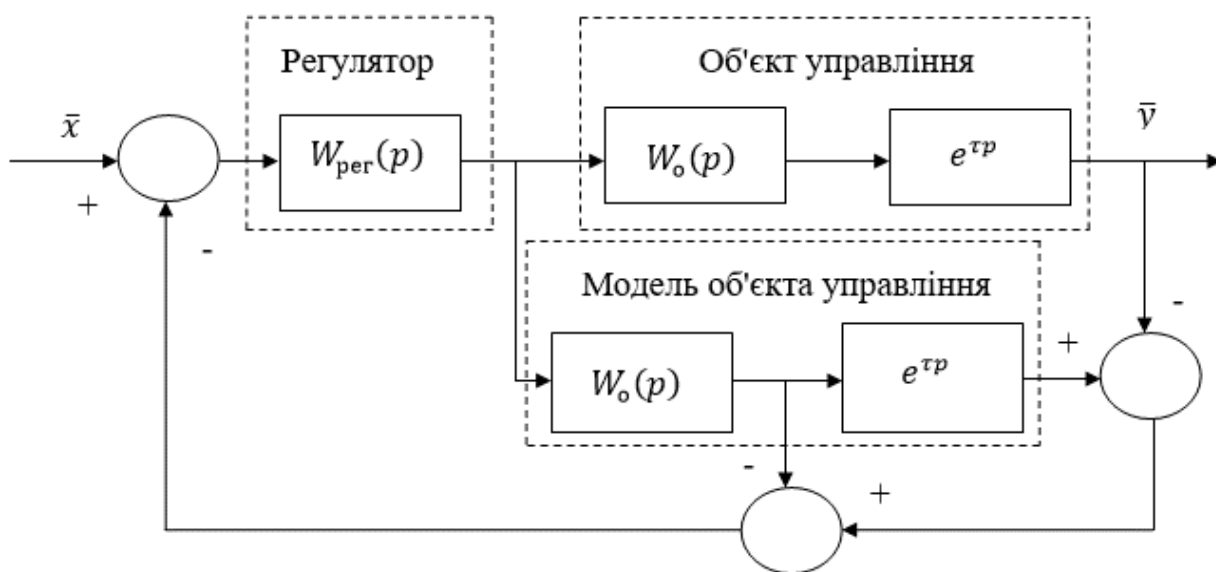 Регулятор
Об'єкт управління
x̄
W_рег(p)
W_о(p)
e^τp
ȳ
+
-
Модель об'єкта управління
-
W_о(p)
e^τp
+
-
+